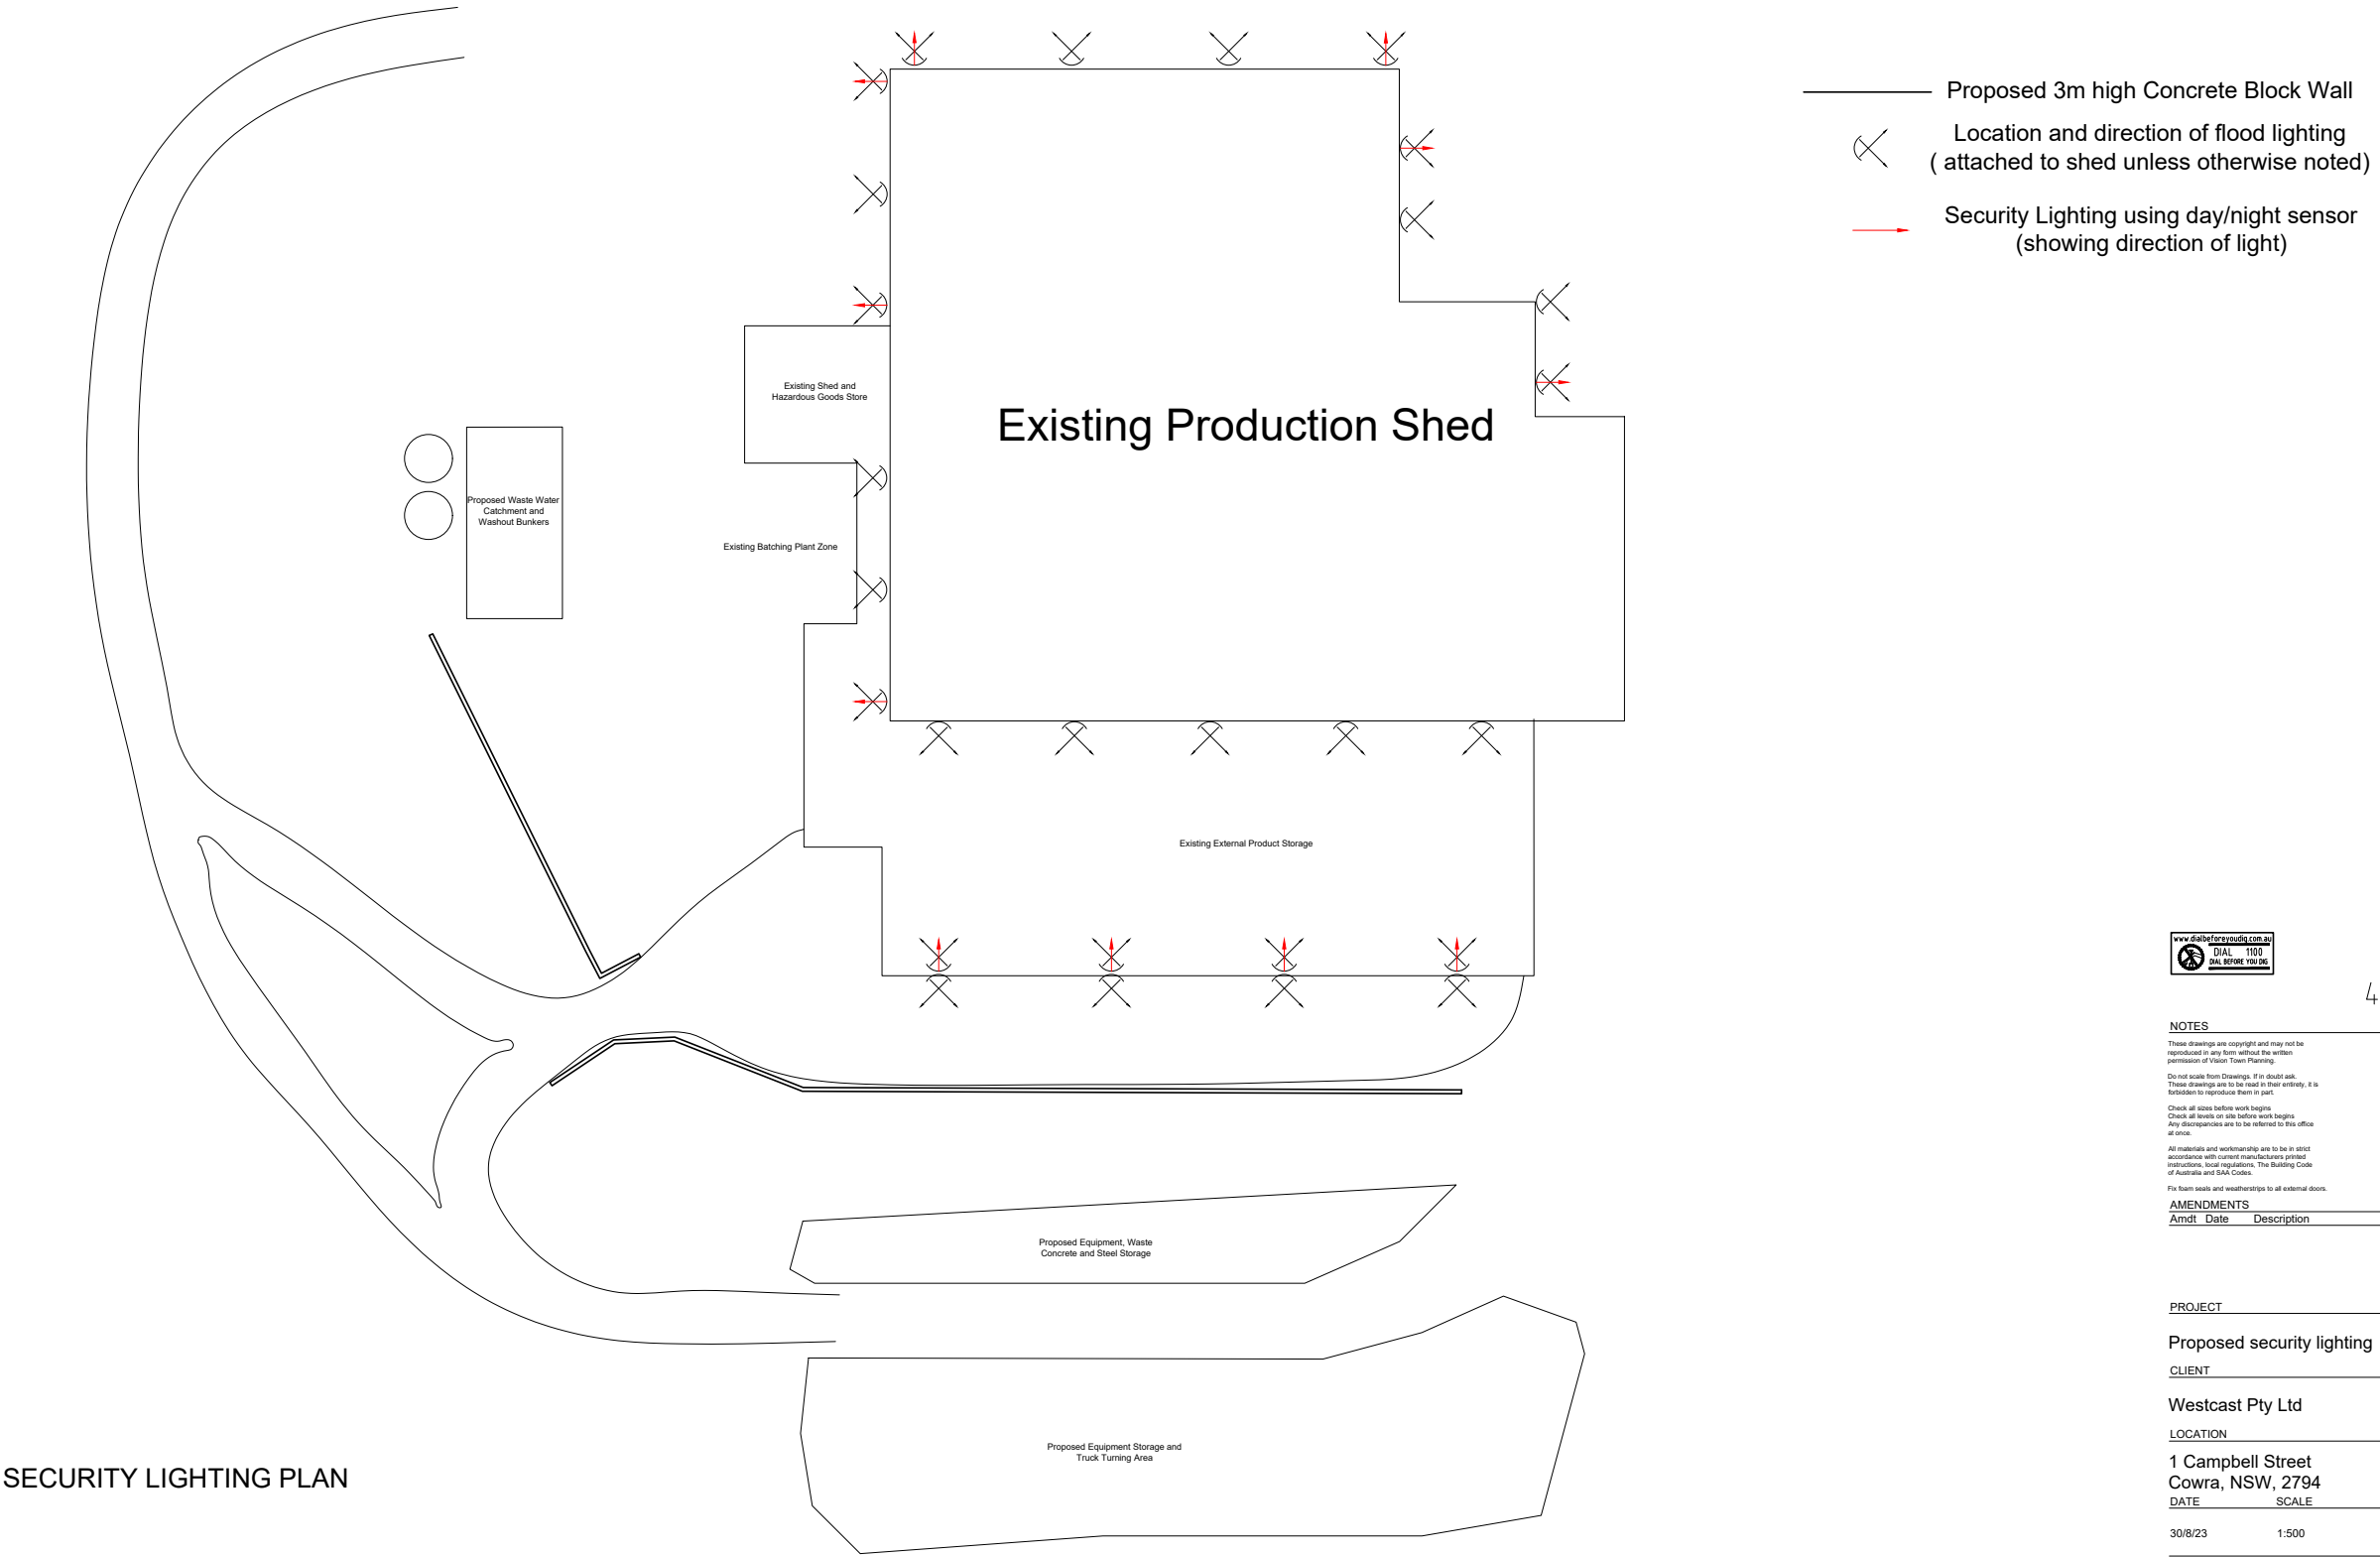 Proposed 3m high Concrete Block Wall
Location and direction of flood lighting
( attached to shed unless otherwise noted)
Security Lighting using day/night sensor
(showing direction of light)
Existing Shed and
Hazardous Goods Store
Existing Production Shed
Proposed Waste Water
Catchment and
Washout Bunkers
Existing Batching Plant Zone
Existing External Product Storage
Proposed Equipment, Waste
Concrete and Steel Storage
Proposed Equipment Storage and
Truck Turning Area
SECURITY LIGHTING PLAN
www.dialbeforeyoudig.com.au
DIAL 1100
DIAL BEFORE YOU DIG
4
NOTES
These drawings are copyright and may not be
reproduced in any form without the written
permission of Vision Town Planning.
Do not scale from Drawings. If in doubt ask.
These drawings are to be read in their entirety, it is
forbidden to reproduce them in part.
Check all sizes before work begins
Check all levels on site before work begins
Any discrepancies are to be referred to this office
at once.
All materials and workmanship are to be in strict
accordance with current manufacturers printed
instructions, local regulations, The Building Code
of Australia and SAA Codes.
Fix foam seals and weatherstrips to all external doors.
AMENDMENTS
Amdt Date Description
PROJECT
Proposed security lighting
CLIENT
Westcast Pty Ltd
LOCATION
1 Campbell Street
Cowra, NSW, 2794
DATE SCALE
30/8/23 1:500